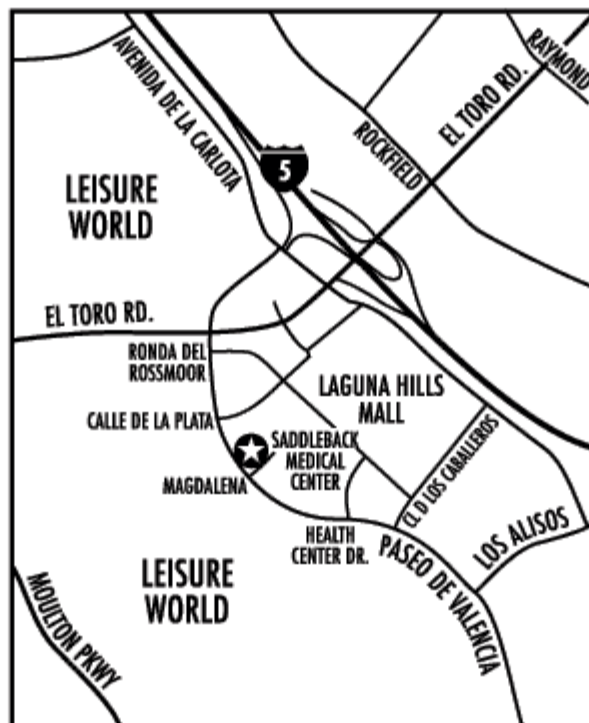 RAYMOND
EL TORO RD.
AVENIDA DE LA CARLOTA
ROCKFIELD
5
LEISURE
WORLD
EL TORO RD.
RONDA DEL
ROSSMOOR
LAGUNA HILLS
MALL
CALLE DE LA PLATA
SADDLEBACK
MEDICAL
CENTER
MAGDALENA
CL D LOS CABALLEROS
HEALTH
CENTER DR.
LOS ALISOS
PASEO DE VALENCIA
LEISURE
WORLD
MOULTON PKWY